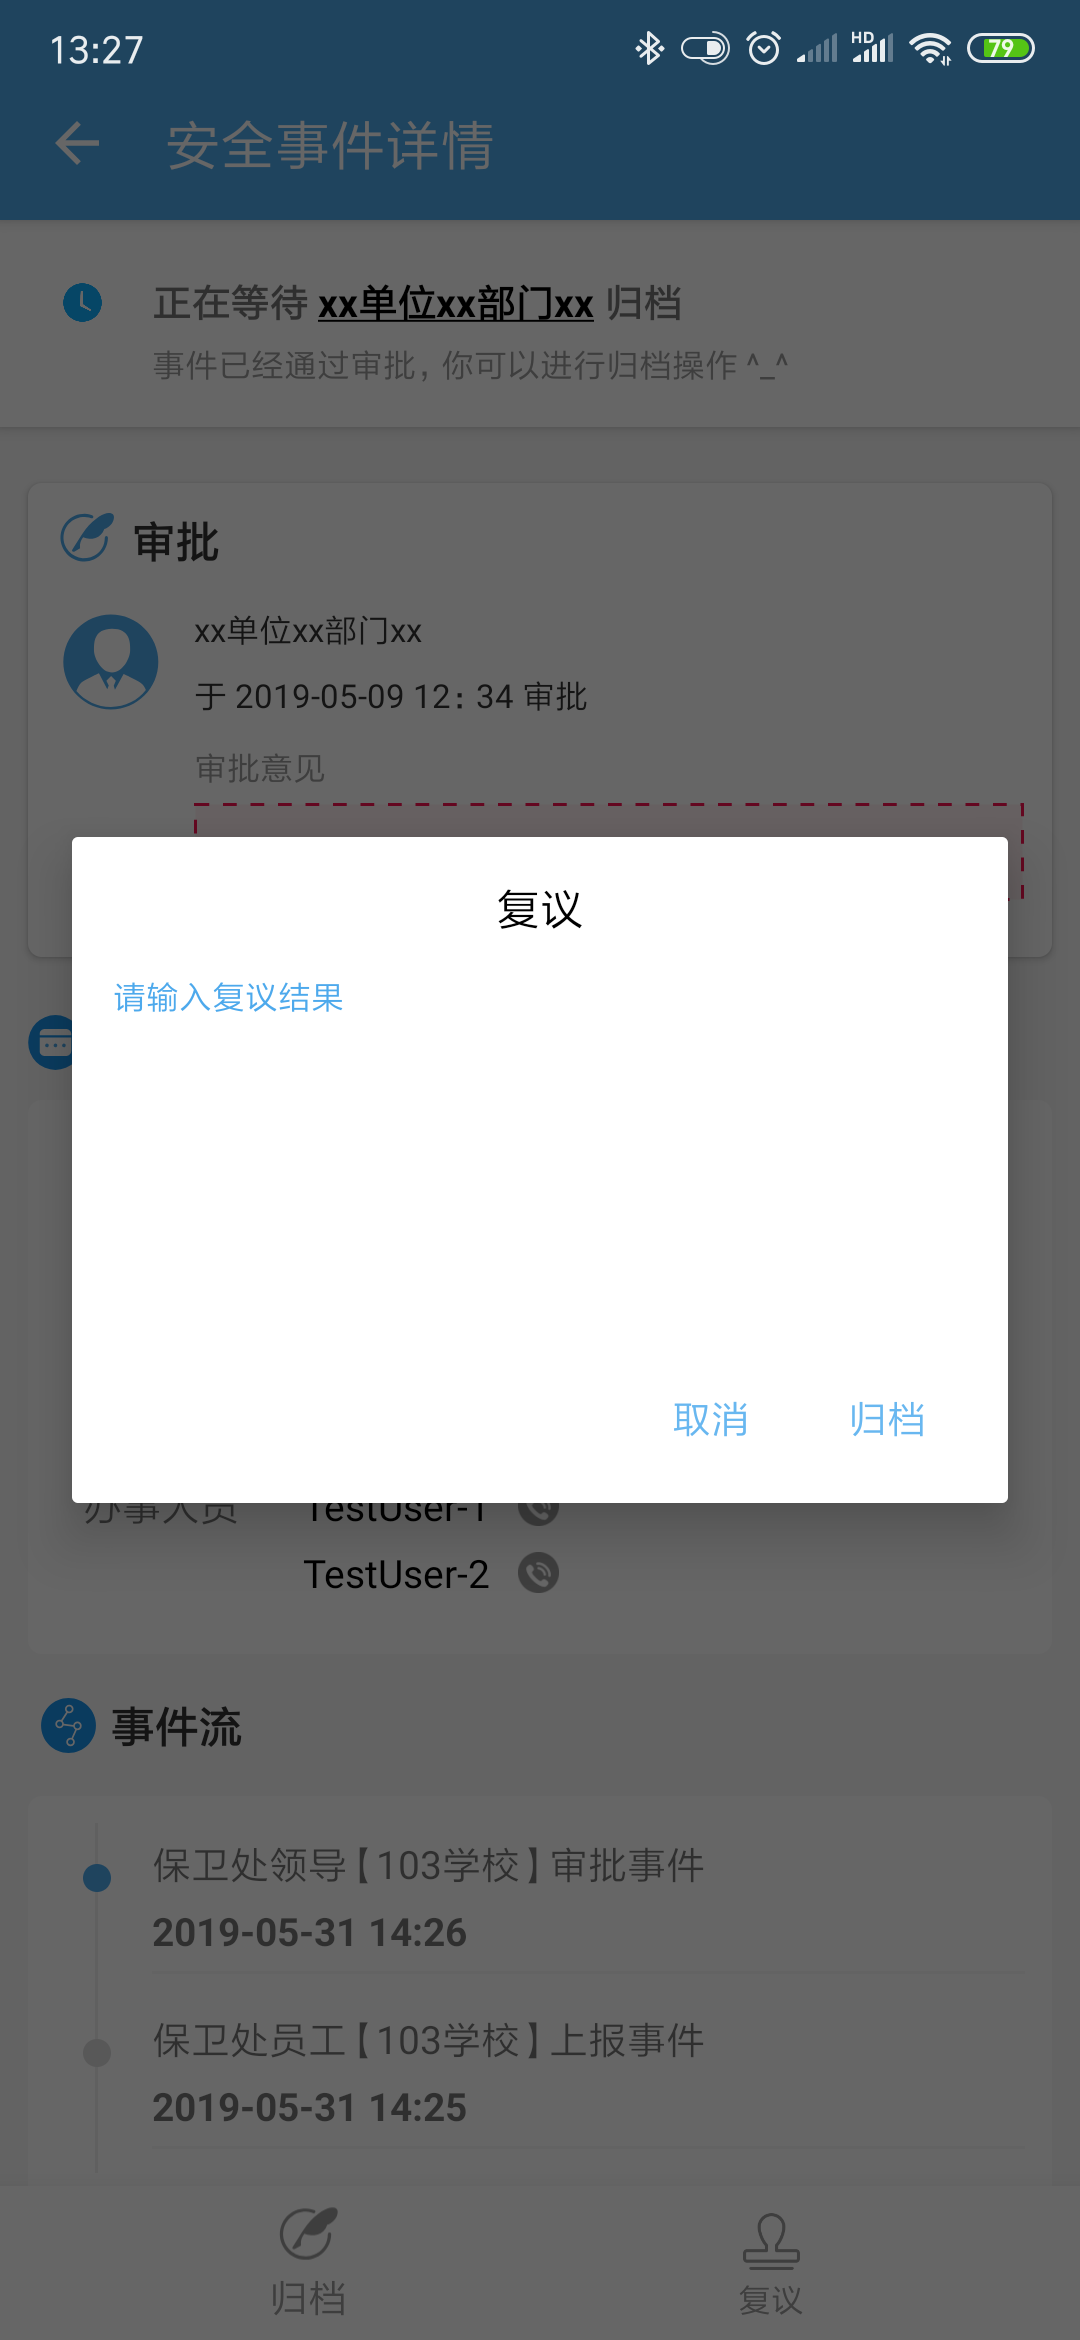 13:27
HD
79
安全事件详情
正在等待 xx单位xx部门xx 归档
事件已经通过审批，你可以进行归档操作 ^_^
审批
xx单位xx部门xx
于 2019-05-09 12：34 审批
审批意见
复议
请输入复议结果
取消 归档
办事人员 TestUser-1
TestUser-2
事件流
保卫处领导【103学校】审批事件
2019-05-31 14:26
保卫处员工【103学校】上报事件
2019-05-31 14:25
归档 复议